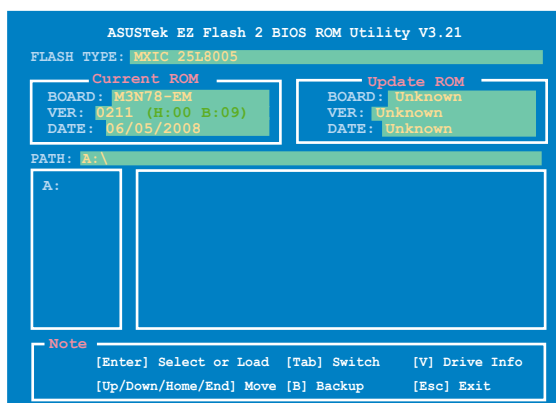 ASUSTek EZ Flash 2 BIOS ROM Utility V3.21
FLASH TYPE: MXIC 25L8005
Current ROM
BOARD: M3N78-EM
VER: 0211 (H:00 B:09)
DATE: 06/05/2008
Update ROM
BOARD: Unknown
VER: Unknown
DATE: Unknown
PATH: A:\
A:
Note
[Enter] Select or Load [Tab] Switch [V] Drive Info
[Up/Down/Home/End] Move [B] Backup [Esc] Exit